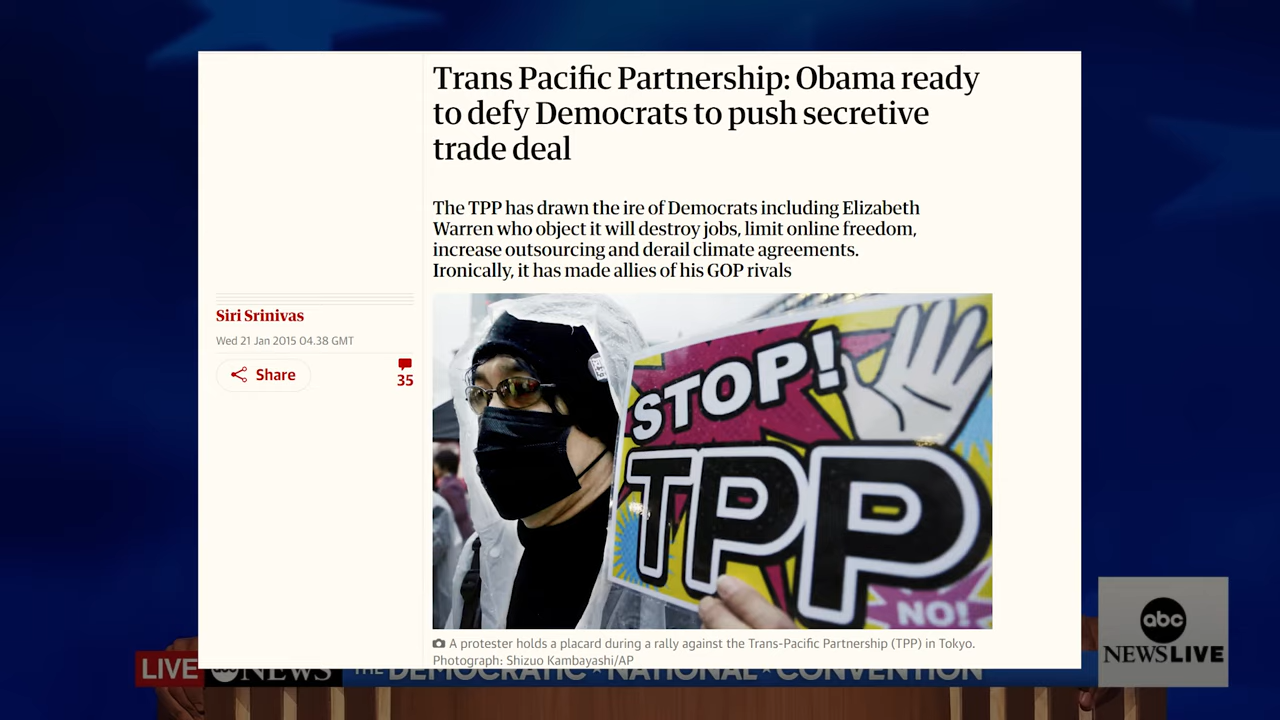 Trans Pacific Partnership: Obama ready
to defy Democrats to push secretive
trade deal
The TPP has drawn the ire of Democrats including Elizabeth
Warren who object it will destroy jobs, limit online freedom,
increase outsourcing and derail climate agreements.
Ironically, it has made allies of his GOP rivals
Siri Srinivas
Wed 21 Jan 2015 04.38 GMT
Share
35
STOP!
TPP
NO!
A protester holds a placard during a rally against the Trans-Pacific Partnership (TPP) in Tokyo.
Photograph: Shizuo Kambayashi/AP
LIVE abc NEWS THE DEMOCRATIC NATIONAL CONVENTION
abc
NEWS LIVE